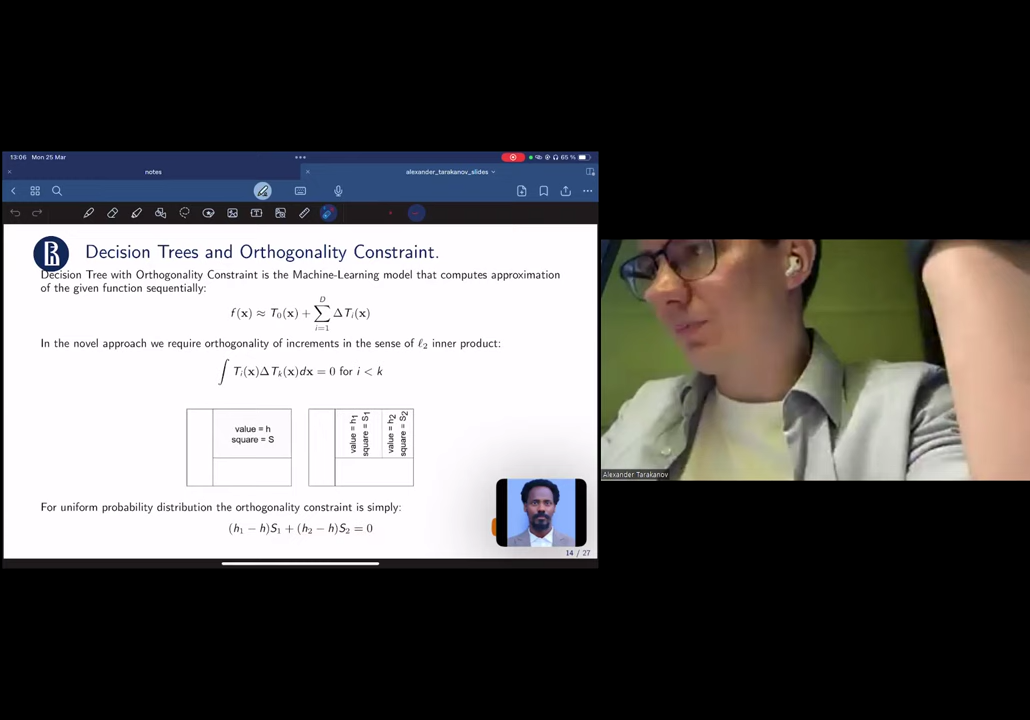 13:06 Mon 25 Mar
65 %
notes
alexander_tarakanov_slides
Decision Trees and Orthogonality Constraint.
Decision Tree with Orthogonality Constraint is the Machine-Learning model that computes approximation
of the given function sequentially:
f(x) ≈ T₀(x) + ∑_{i=1}^{D} ΔTᵢ(x)
In the novel approach we require orthogonality of increments in the sense of ℓ₂ inner product:
∫ Tᵢ(x)ΔTₖ(x)dx = 0 for i < k
value = h
square = S
value = h₁
square = S₁
value = h₂
square = S₂
For uniform probability distribution the orthogonality constraint is simply:
(h₁ − h)S₁ + (h₂ − h)S₂ = 0
14 / 27
Alexander Tarakanov